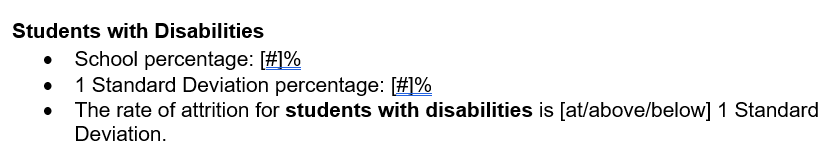 Students with Disabilities
• School percentage: [#]%
• 1 Standard Deviation percentage: [#]%
• The rate of attrition for students with disabilities is [at/above/below] 1 Standard
Deviation.